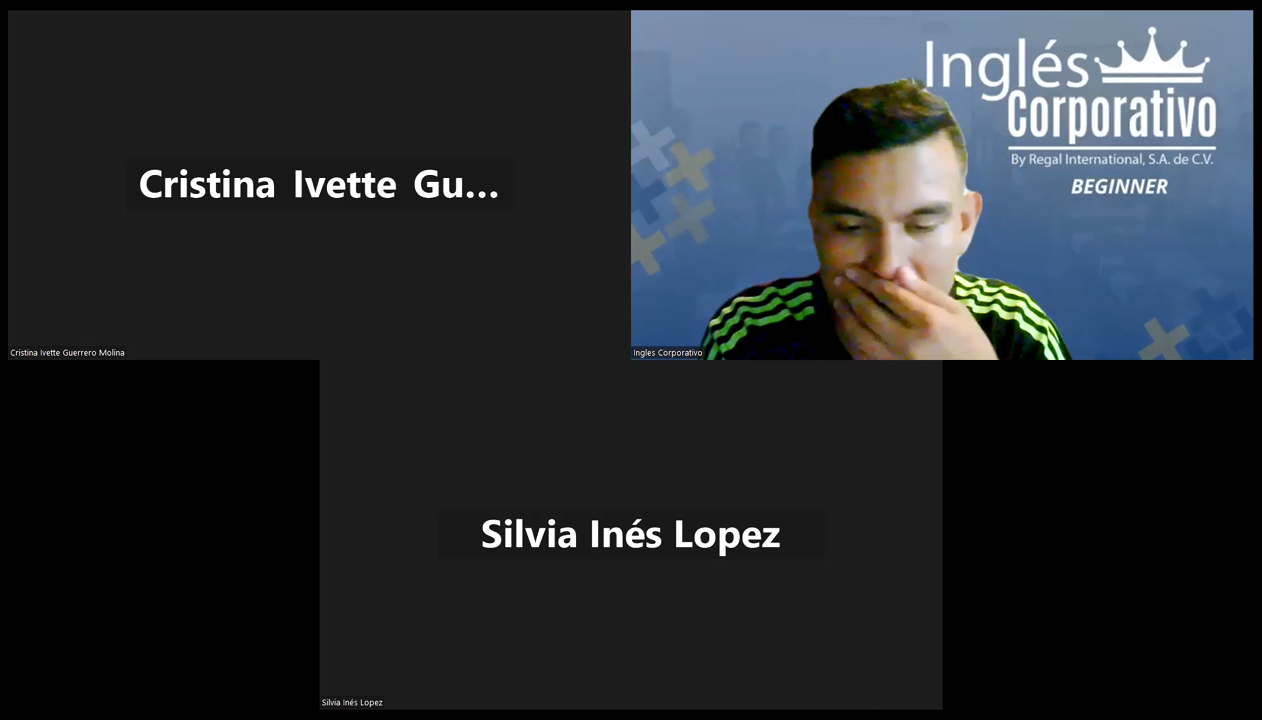 Cristina Ivette Gu...
Cristina Ivette Guerrero Molina
Inglés
Corporativo
By Regal International, S.A. de C.V.
BEGINNER
Ingles Corporativo
Silvia Inés Lopez
Silvia Inés Lopez